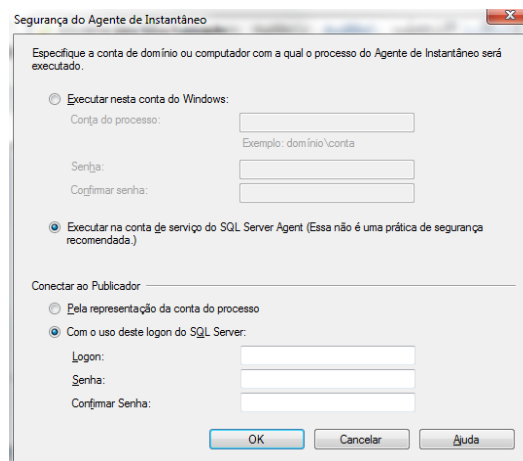 Segurança do Agente de Instantâneo
Especifique a conta de domínio ou computador com a qual o processo do Agente de Instantâneo será
executado.
Executar nesta conta do Windows:
Conta do processo:
Exemplo: domínio\conta
Senha:
Confirmar senha:
Executar na conta de serviço do SQL Server Agent (Essa não é uma prática de segurança
recomendada.)
Conectar ao Publicador
Pela representação da conta do processo
Com o uso deste logon do SQL Server:
Logon:
Senha:
Confirmar Senha:
OK Cancelar Ajuda